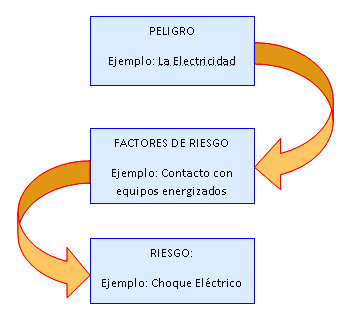 PELIGRO
Ejemplo: La Electricidad
FACTORES DE RIESGO
Ejemplo: Contacto con
equipos energizados
RIESGO:
Ejemplo: Choque Eléctrico